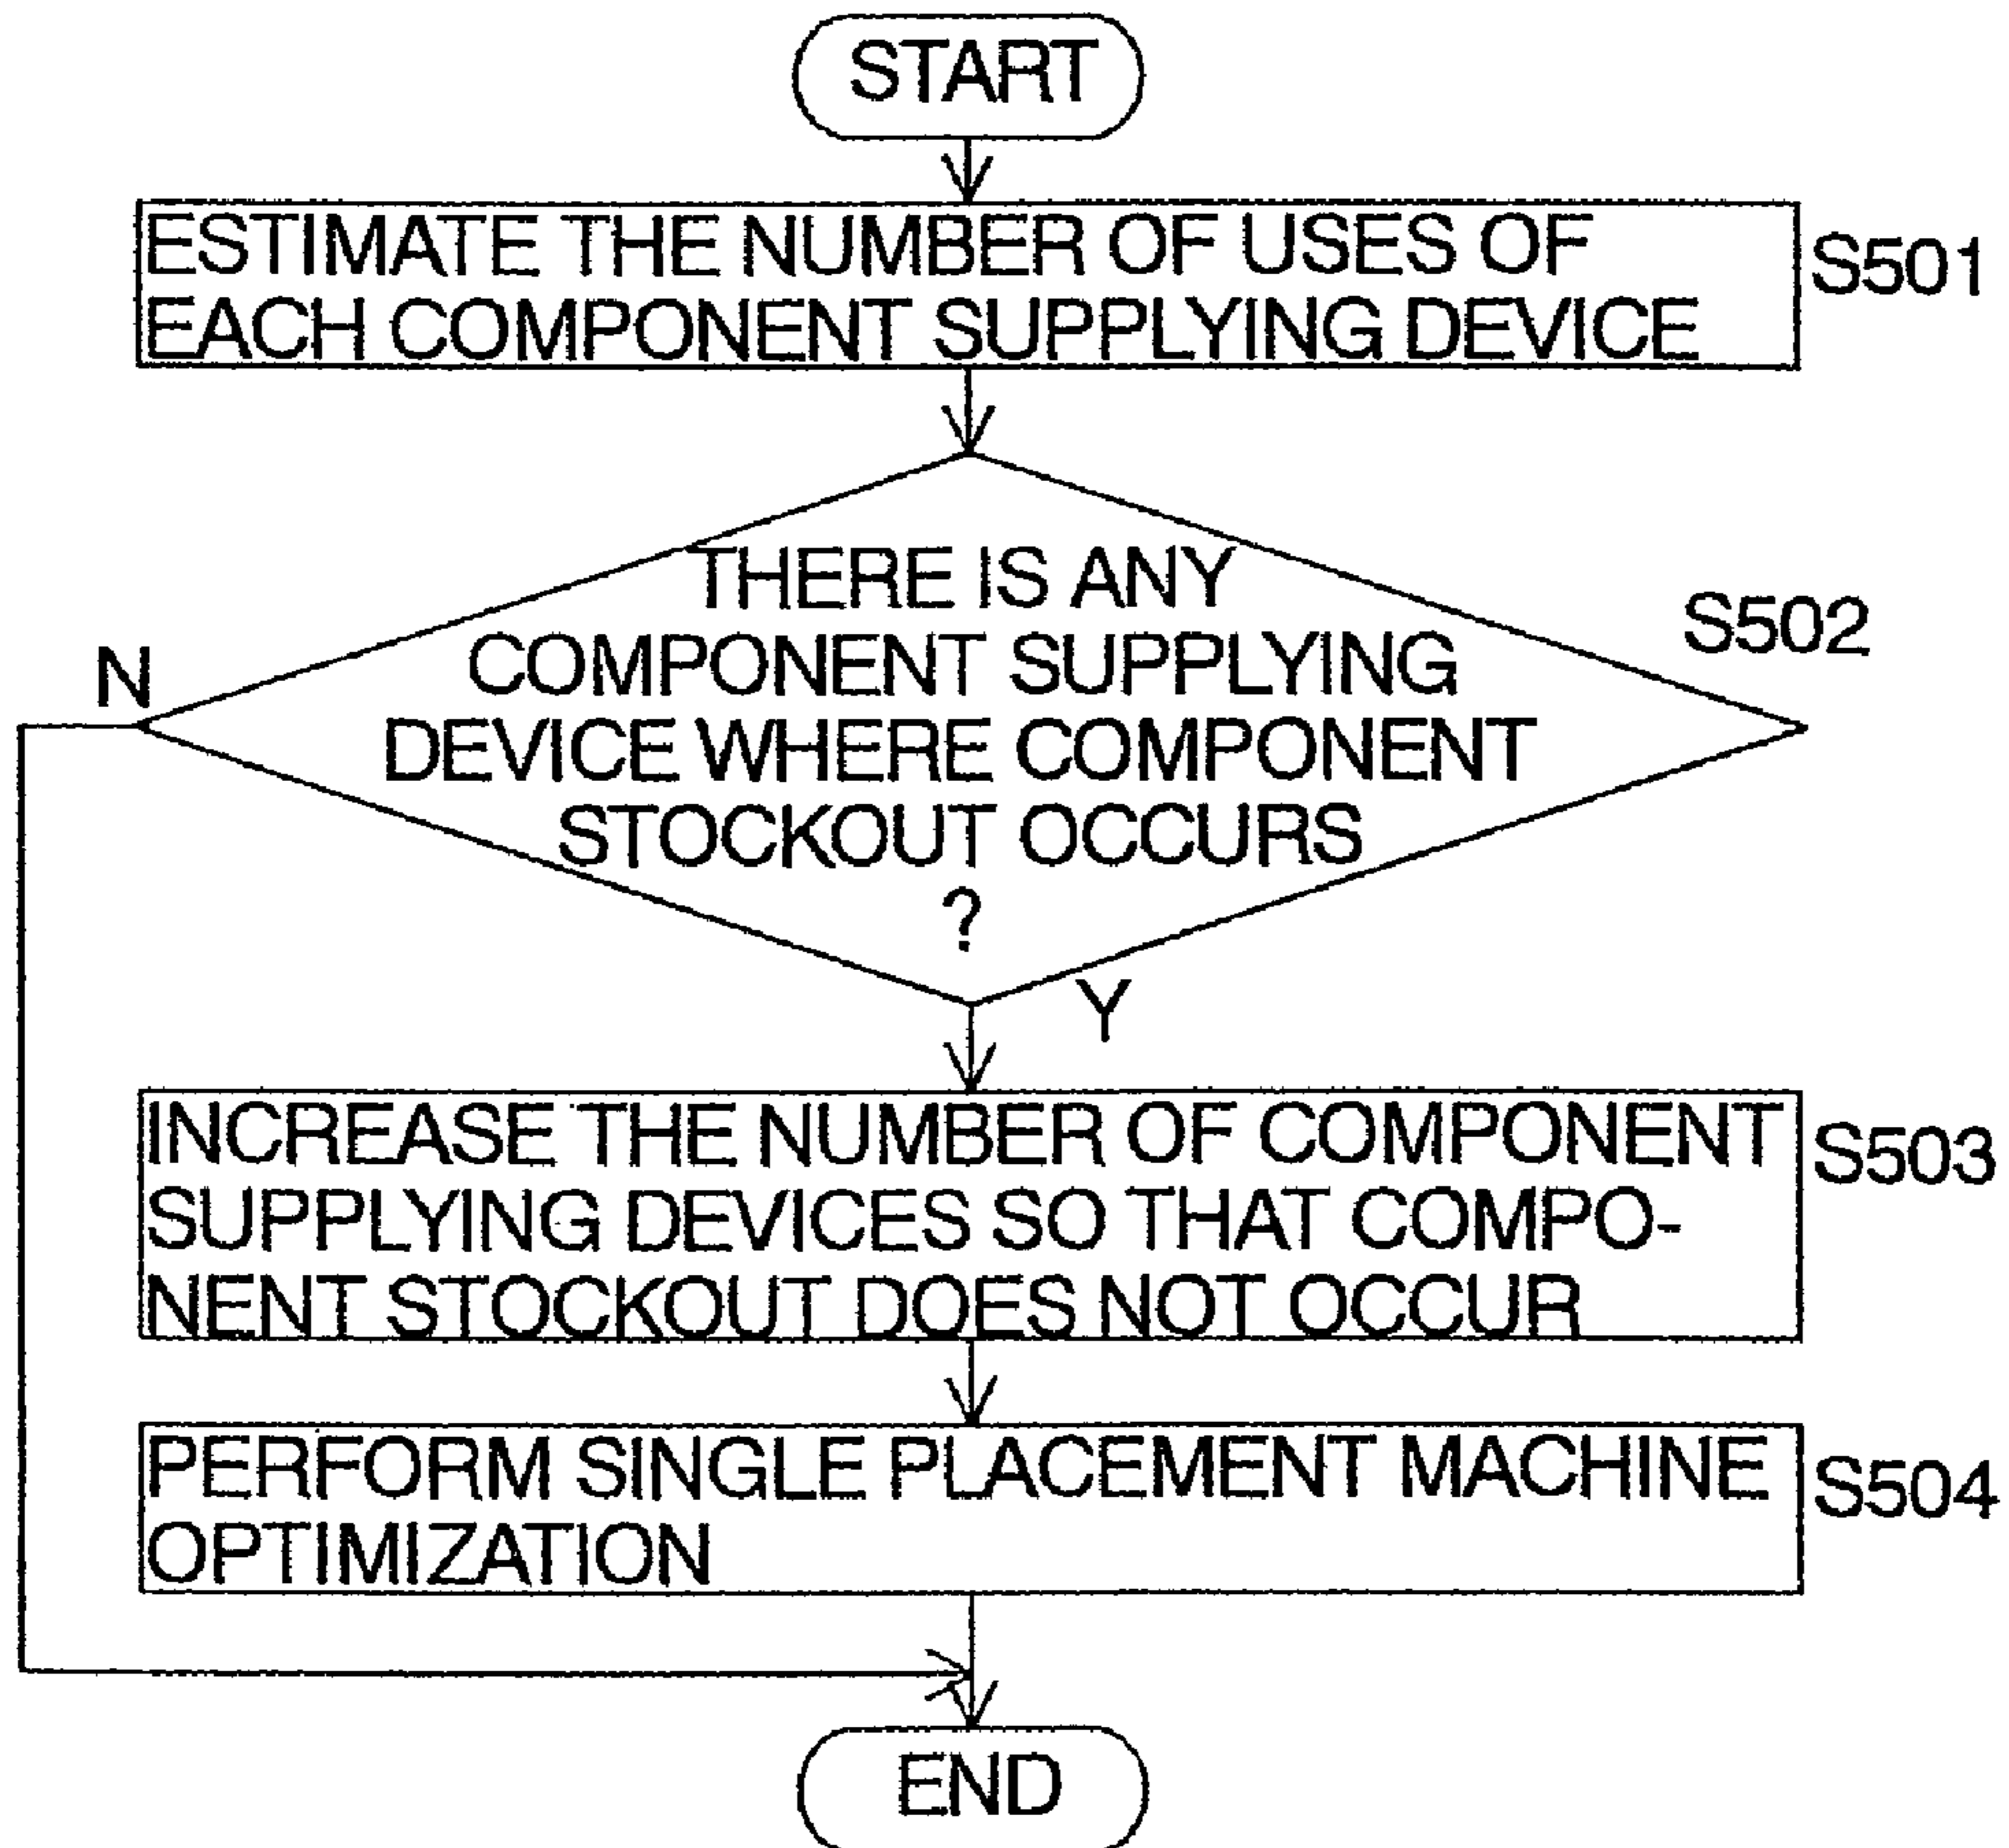 START
ESTIMATE THE NUMBER OF USES OF
EACH COMPONENT SUPPLYING DEVICE
S501
THERE IS ANY
COMPONENT SUPPLYING
DEVICE WHERE COMPONENT
STOCKOUT OCCURS
?
S502
N
Y
INCREASE THE NUMBER OF COMPONENT
SUPPLYING DEVICES SO THAT COMPO-
NENT STOCKOUT DOES NOT OCCUR
S503
PERFORM SINGLE PLACEMENT MACHINE
OPTIMIZATION
S504
END